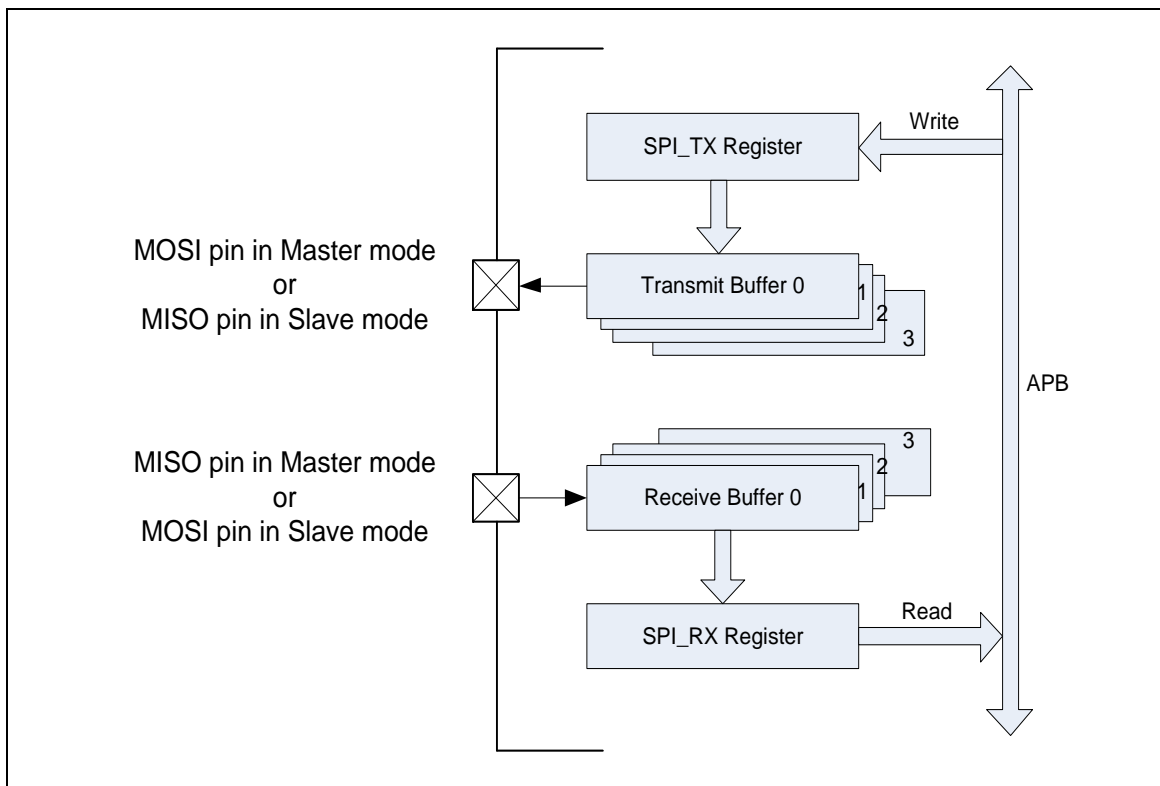 Write
SPI_TX Register
MOSI pin in Master mode
or
MISO pin in Slave mode
Transmit Buffer 0
1
2
3
APB
3
2
1
MISO pin in Master mode
or
MOSI pin in Slave mode
Receive Buffer 0
Read
SPI_RX Register